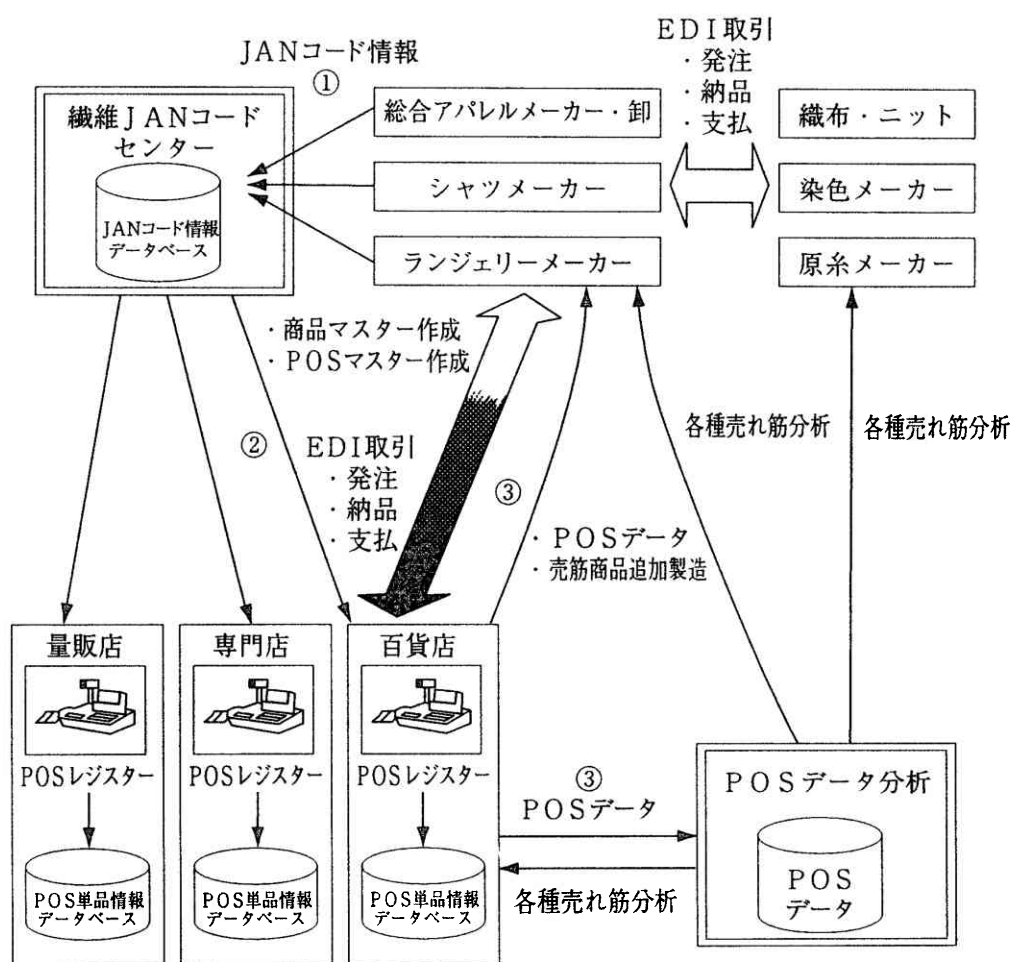 JANコード情報
①
EDI取引
・発注
・納品
・支払
繊維JANコード
センター
JANコード情報
データベース
総合アパレルメーカー・卸
シャツメーカー
ランジェリーメーカー
織布・ニット
染色メーカー
原糸メーカー
・商品マスター作成
・POSマスター作成
②
EDI取引
・発注
・納品
・支払
③
・POSデータ
・売筋商品追加製造
各種売れ筋分析
各種売れ筋分析
量販店
POSレジスター
POS単品情報
データベース
専門店
POSレジスター
POS単品情報
データベース
百貨店
POSレジスター
POS単品情報
データベース
③
POSデータ
各種売れ筋分析
POSデータ分析
POS
データ